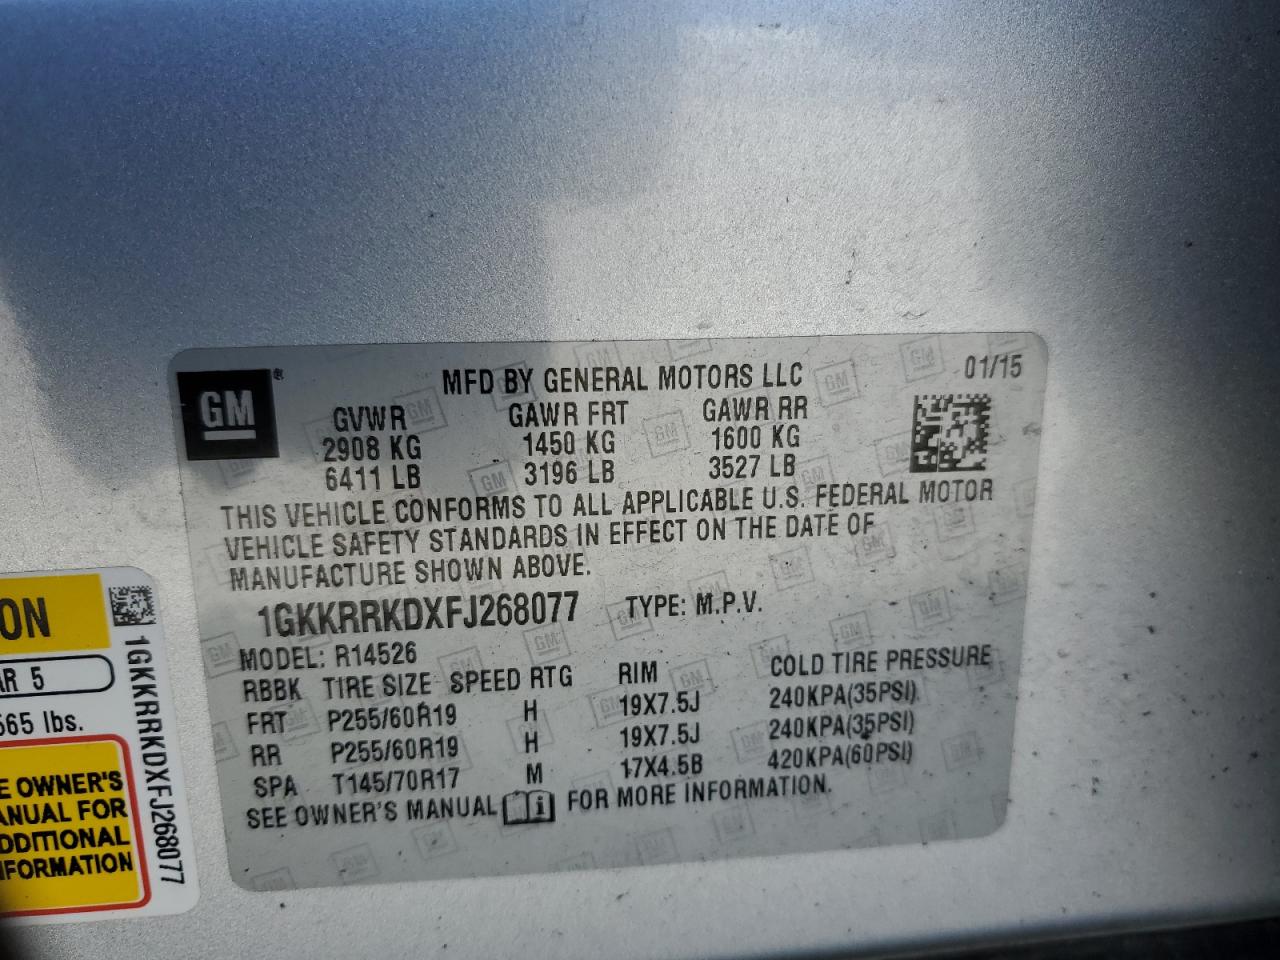 GM
MFD BY GENERAL MOTORS LLC 01/15
GVWR GAWR FRT GAWR RR
2908 KG 1450 KG 1600 KG
6411 LB 3196 LB 3527 LB
THIS VEHICLE CONFORMS TO ALL APPLICABLE U.S. FEDERAL MOTOR
VEHICLE SAFETY STANDARDS IN EFFECT ON THE DATE OF
MANUFACTURE SHOWN ABOVE.
1GKKRRKDXFJ268077 TYPE: M.P.V.
MODEL: R14526
RBBK TIRE SIZE SPEED RTG RIM COLD TIRE PRESSURE
FRT P255/60R19 H 19X7.5J 240KPA(35PSI)
RR P255/60R19 H 19X7.5J 240KPA(35PSI)
SPA T145/70R17 M 17X4.5B 420KPA(60PSI)
SEE OWNER'S MANUAL i FOR MORE INFORMATION.
ON
AR 5
665 lbs.
E OWNER'S
ANUAL FOR
DDITIONAL
FORMATION
1GKKRRKDXFJ268077